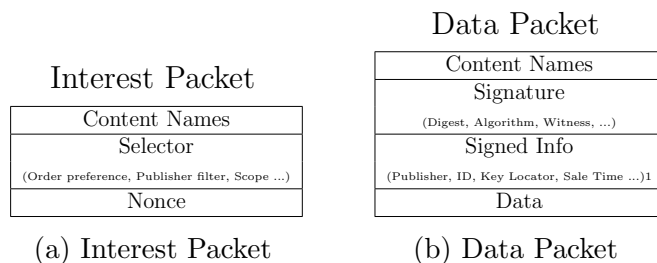 Interest Packet
Content Names
Selector
(Order preference, Publisher filter, Scope ...)
Nonce
(a) Interest Packet
Data Packet
Content Names
Signature
(Digest, Algorithm, Witness, ...)
Signed Info
(Publisher, ID, Key Locator, Sale Time ...)1
Data
(b) Data Packet